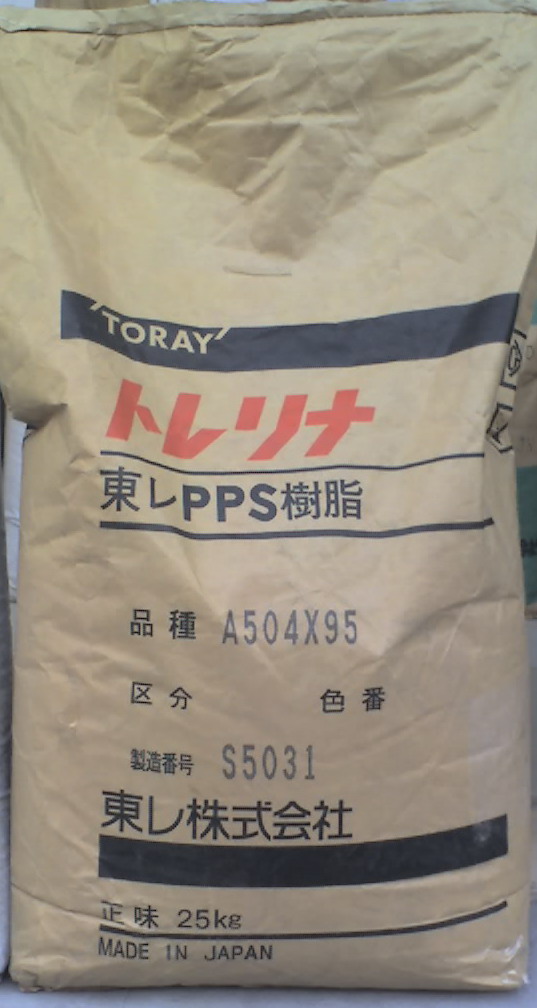 TORAY
トレリナ
東レPPS樹脂
品種 A504X95
区分 色番
製造番号 S5031
東レ株式会社
正味 25kg
MADE IN JAPAN